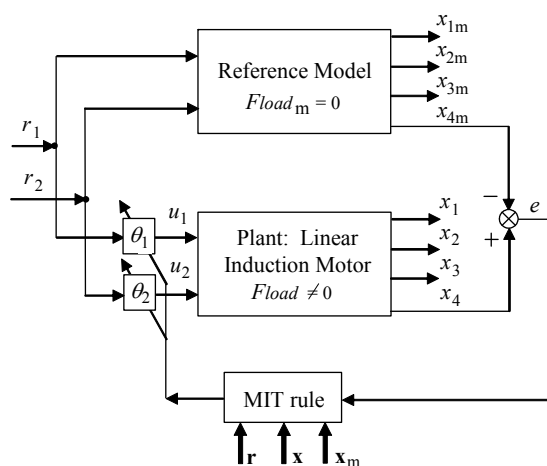 x1m
x2m
x3m
x4m
Reference Model
Floadm = 0
r1
r2
− e
+
u1
θ1
u2
θ2
Plant: Linear
Induction Motor
Fload ≠ 0
x1
x2
x3
x4
MIT rule
r x xm